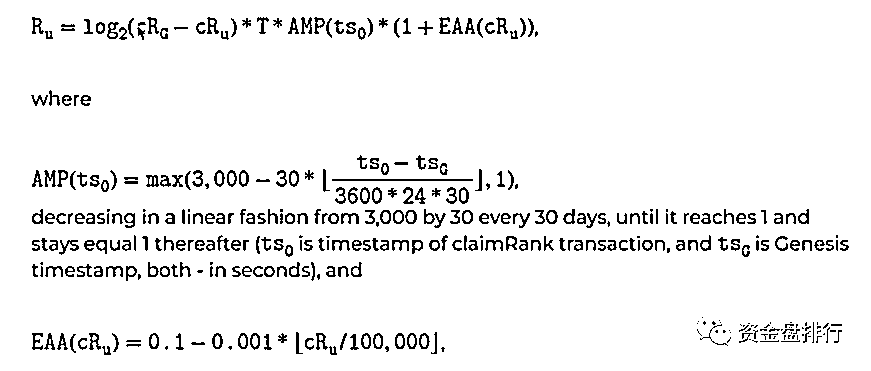 Rᵤ = log₂(cR_G − cRᵤ)*T*AMP(ts₀)*(1+EAA(cRᵤ)),
where
AMP(ts₀) = max(3,000 − 30*⌊(ts₀ − ts_G)/(3600*24*30)⌋,1),
decreasing in a linear fashion from 3,000 by 30 every 30 days, until it reaches 1 and
stays equal 1 thereafter (ts₀ is timestamp of claimRank transaction, and ts_G is Genesis
timestamp, both - in seconds), and
EAA(cRᵤ) = 0.1 − 0.001*⌊cRᵤ/100,000⌋,
资金盘排行